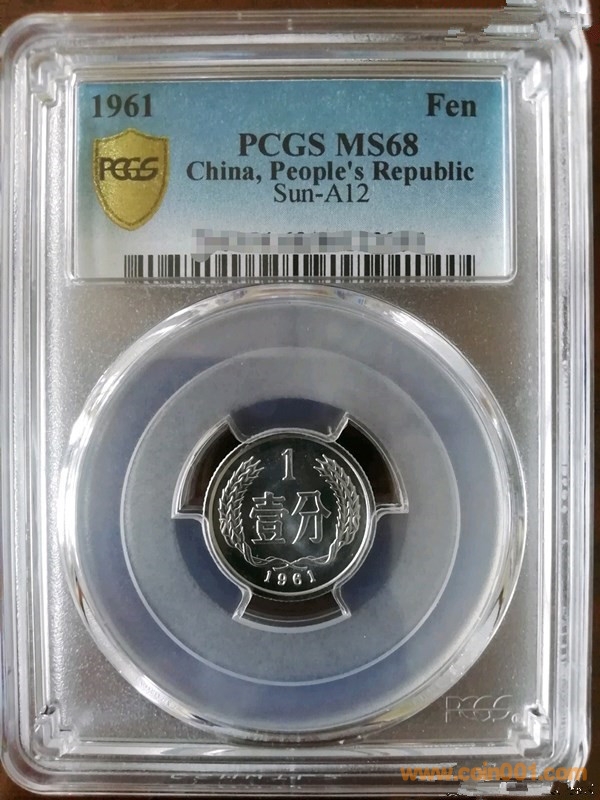 1961 Fen
PCGS PCGS MS68
China, People's Republic
Sun-A12
1
壹分
1961
PCGS
www.coin001.com